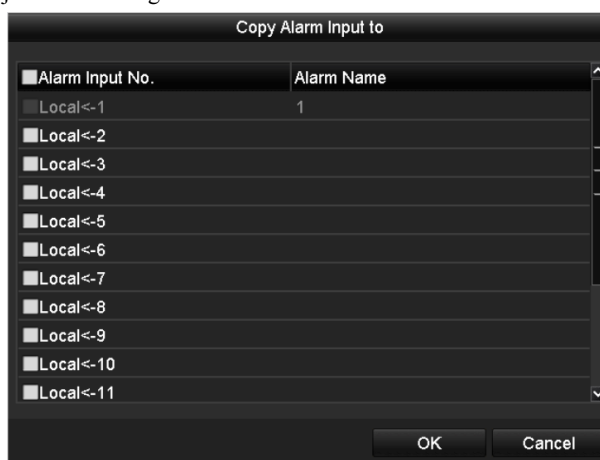 Copy Alarm Input to
Alarm Input No. Alarm Name
Local<-1 1
Local<-2
Local<-3
Local<-4
Local<-5
Local<-6
Local<-7
Local<-8
Local<-9
Local<-10
Local<-11
OK Cancel